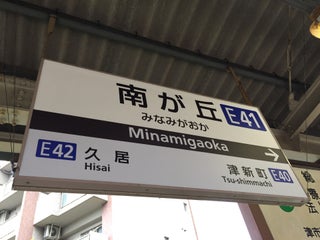 南が丘
みなみがおか
E41
Minamigaoka
E42 久居
Hisai
津新町 E40
Tsu-shimmachi